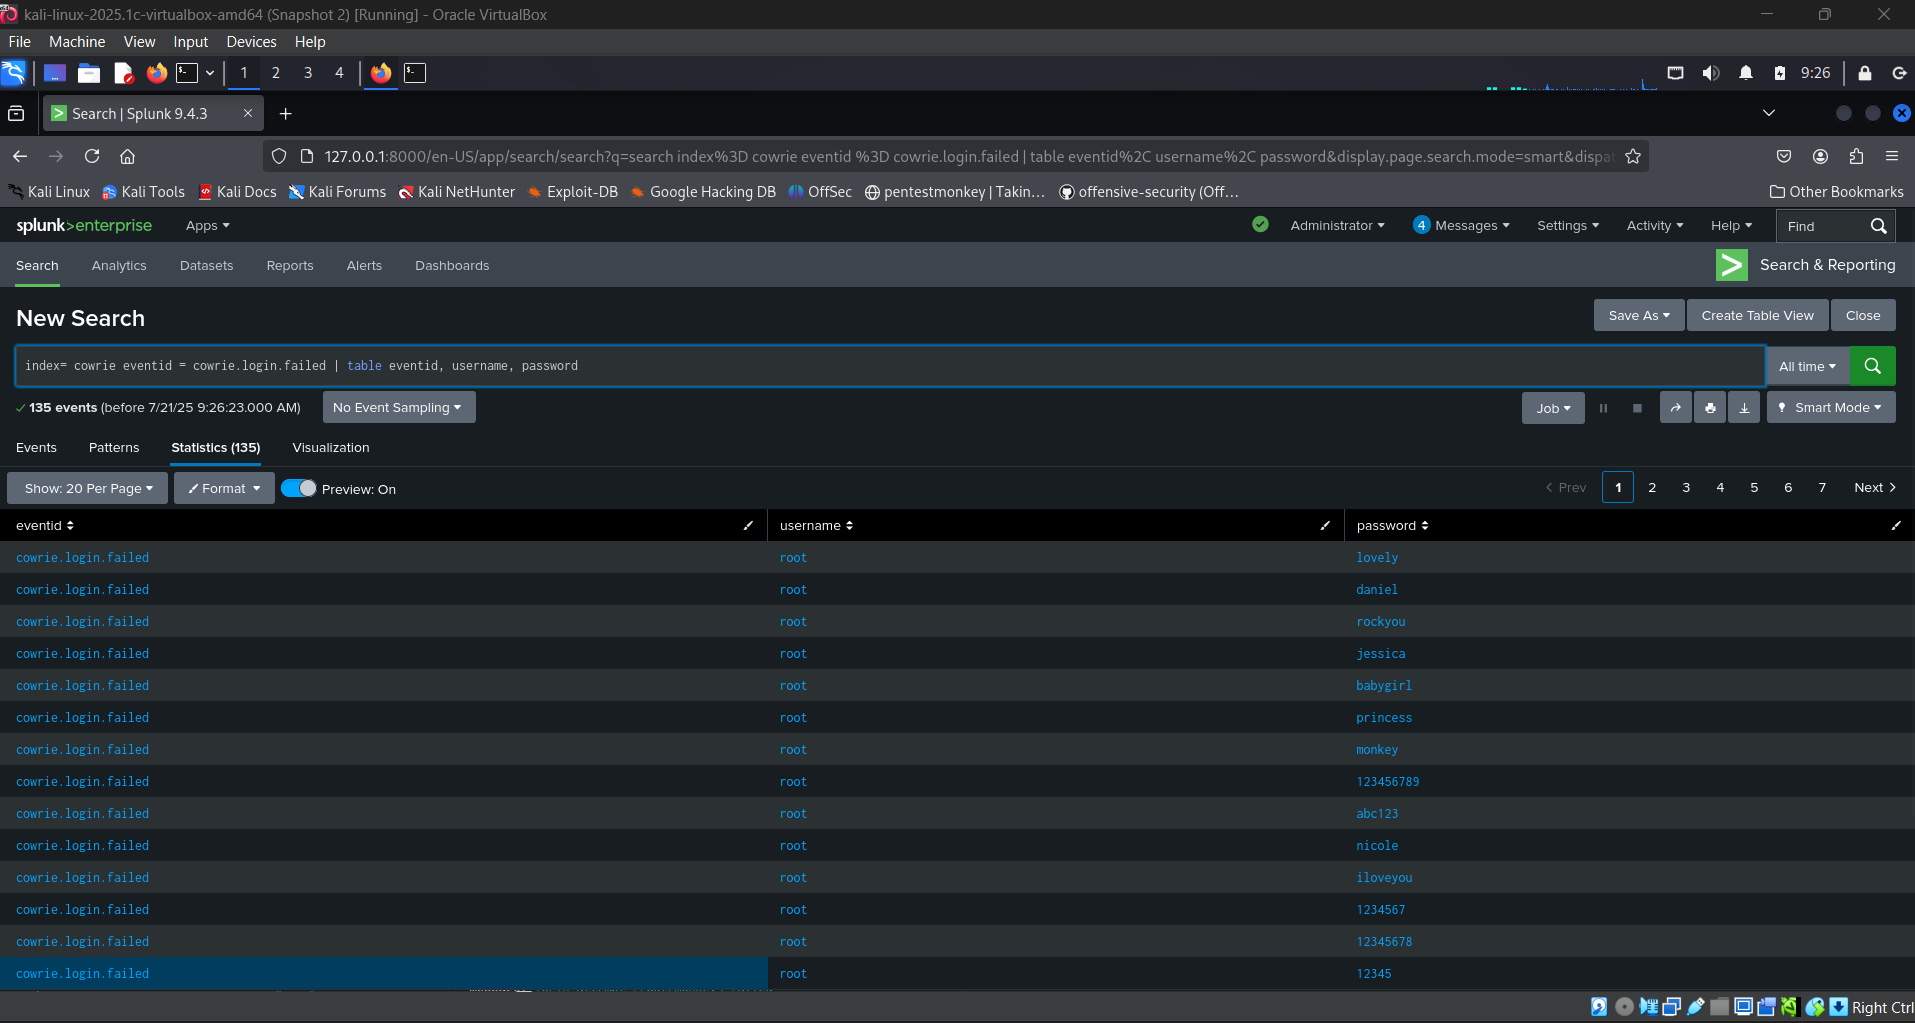 kali-linux-2025.1c-virtualbox-amd64 (Snapshot 2) [Running] - Oracle VirtualBox
File Machine View Input Devices Help
1 2 3 4 9:26
Search | Splunk 9.4.3
127.0.0.1:8000/en-US/app/search/search?q=search index%3D cowrie eventid %3D cowrie.login.failed | table eventid%2C username%2C password&display.page.search.mode=smart&dispat
Kali Linux Kali Tools Kali Docs Kali Forums Kali NetHunter Exploit-DB Google Hacking DB OffSec pentestmonkey | Takin... offensive-security (Off... Other Bookmarks
splunk>enterprise Apps Administrator 4 Messages Settings Activity Help Find
Search Analytics Datasets Reports Alerts Dashboards Search & Reporting
New Search Save As Create Table View Close
index= cowrie eventid = cowrie.login.failed | table eventid, username, password All time
135 events (before 7/21/25 9:26:23.000 AM) No Event Sampling Job Smart Mode
Events Patterns Statistics (135) Visualization
Show: 20 Per Page Format Preview: On Prev 1 2 3 4 5 6 7 Next
eventid username password
cowrie.login.failed root lovely
cowrie.login.failed root daniel
cowrie.login.failed root rockyou
cowrie.login.failed root jessica
cowrie.login.failed root babygirl
cowrie.login.failed root princess
cowrie.login.failed root monkey
cowrie.login.failed root 123456789
cowrie.login.failed root abc123
cowrie.login.failed root nicole
cowrie.login.failed root iloveyou
cowrie.login.failed root 1234567
cowrie.login.failed root 12345678
cowrie.login.failed root 12345
Right Ctrl